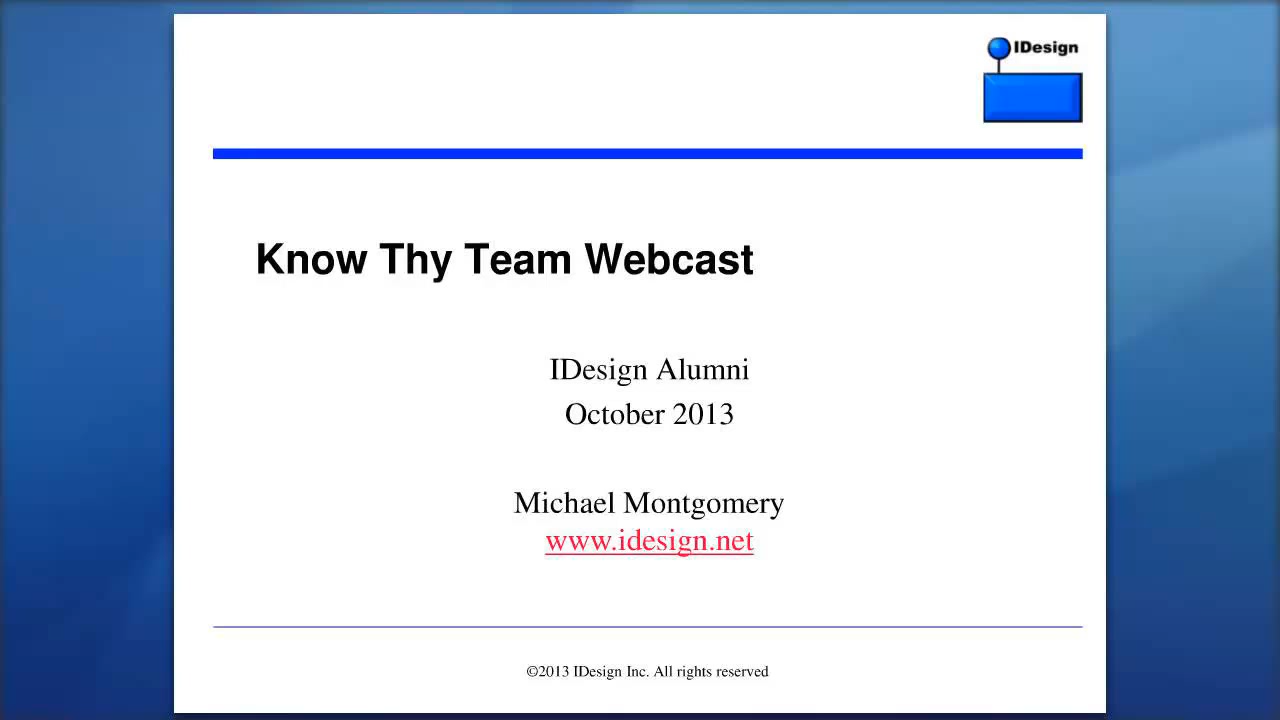 IDesign
Know Thy Team Webcast
IDesign Alumni
October 2013
Michael Montgomery
www.idesign.net
©2013 IDesign Inc. All rights reserved